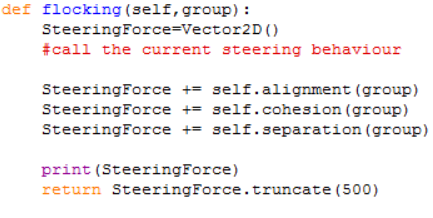 def flocking(self,group):
    SteeringForce=Vector2D()
    #call the current steering behaviour

    SteeringForce += self.alignment(group)
    SteeringForce += self.cohesion(group)
    SteeringForce += self.separation(group)

    print(SteeringForce)
    return SteeringForce.truncate(500)